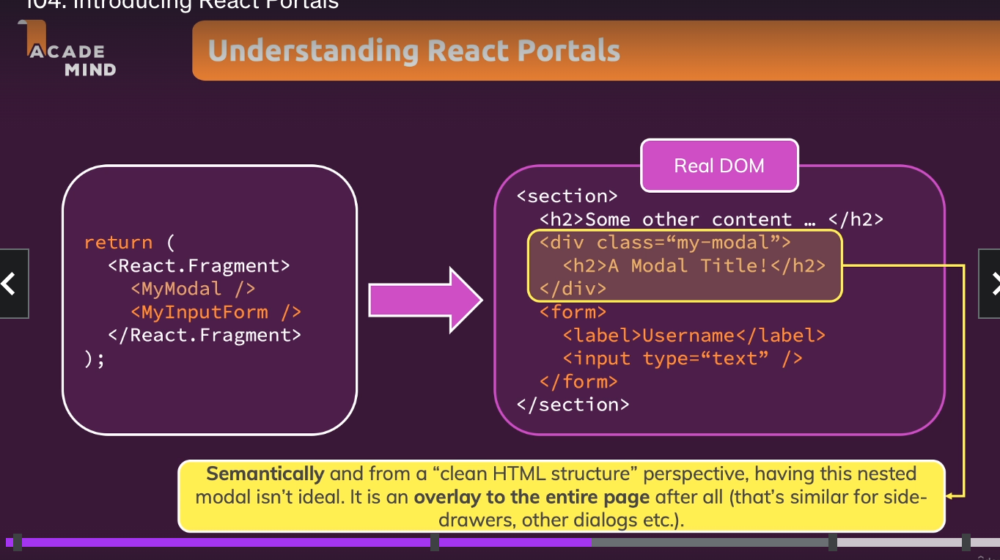 104. Introducing React Portals
ACADE
MIND
Understanding React Portals
return (
<React.Fragment>
<MyModal />
<MyInputForm />
</React.Fragment>
);
Real DOM
<section>
<h2>Some other content … </h2>
<div class=“my-modal”>
<h2>A Modal Title!</h2>
</div>
<form>
<label>Username</label>
<input type=“text” />
</form>
</section>
Semantically and from a “clean HTML structure” perspective, having this nested
modal isn’t ideal. It is an overlay to the entire page after all (that’s similar for side-
drawers, other dialogs etc.).